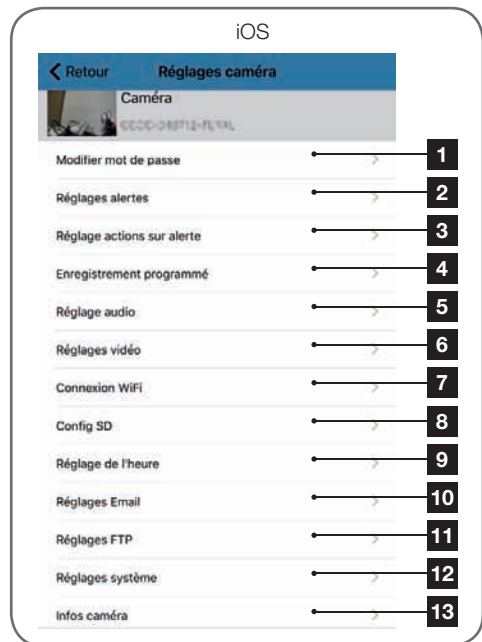 iOS
Retour Réglages caméra
Caméra
Modifier mot de passe 1
Réglages alertes 2
Réglage actions sur alerte 3
Enregistrement programmé 4
Réglage audio 5
Réglages vidéo 6
Connexion WiFi 7
Config SD 8
Réglage de l'heure 9
Réglages Email 10
Réglages FTP 11
Réglages système 12
Infos caméra 13